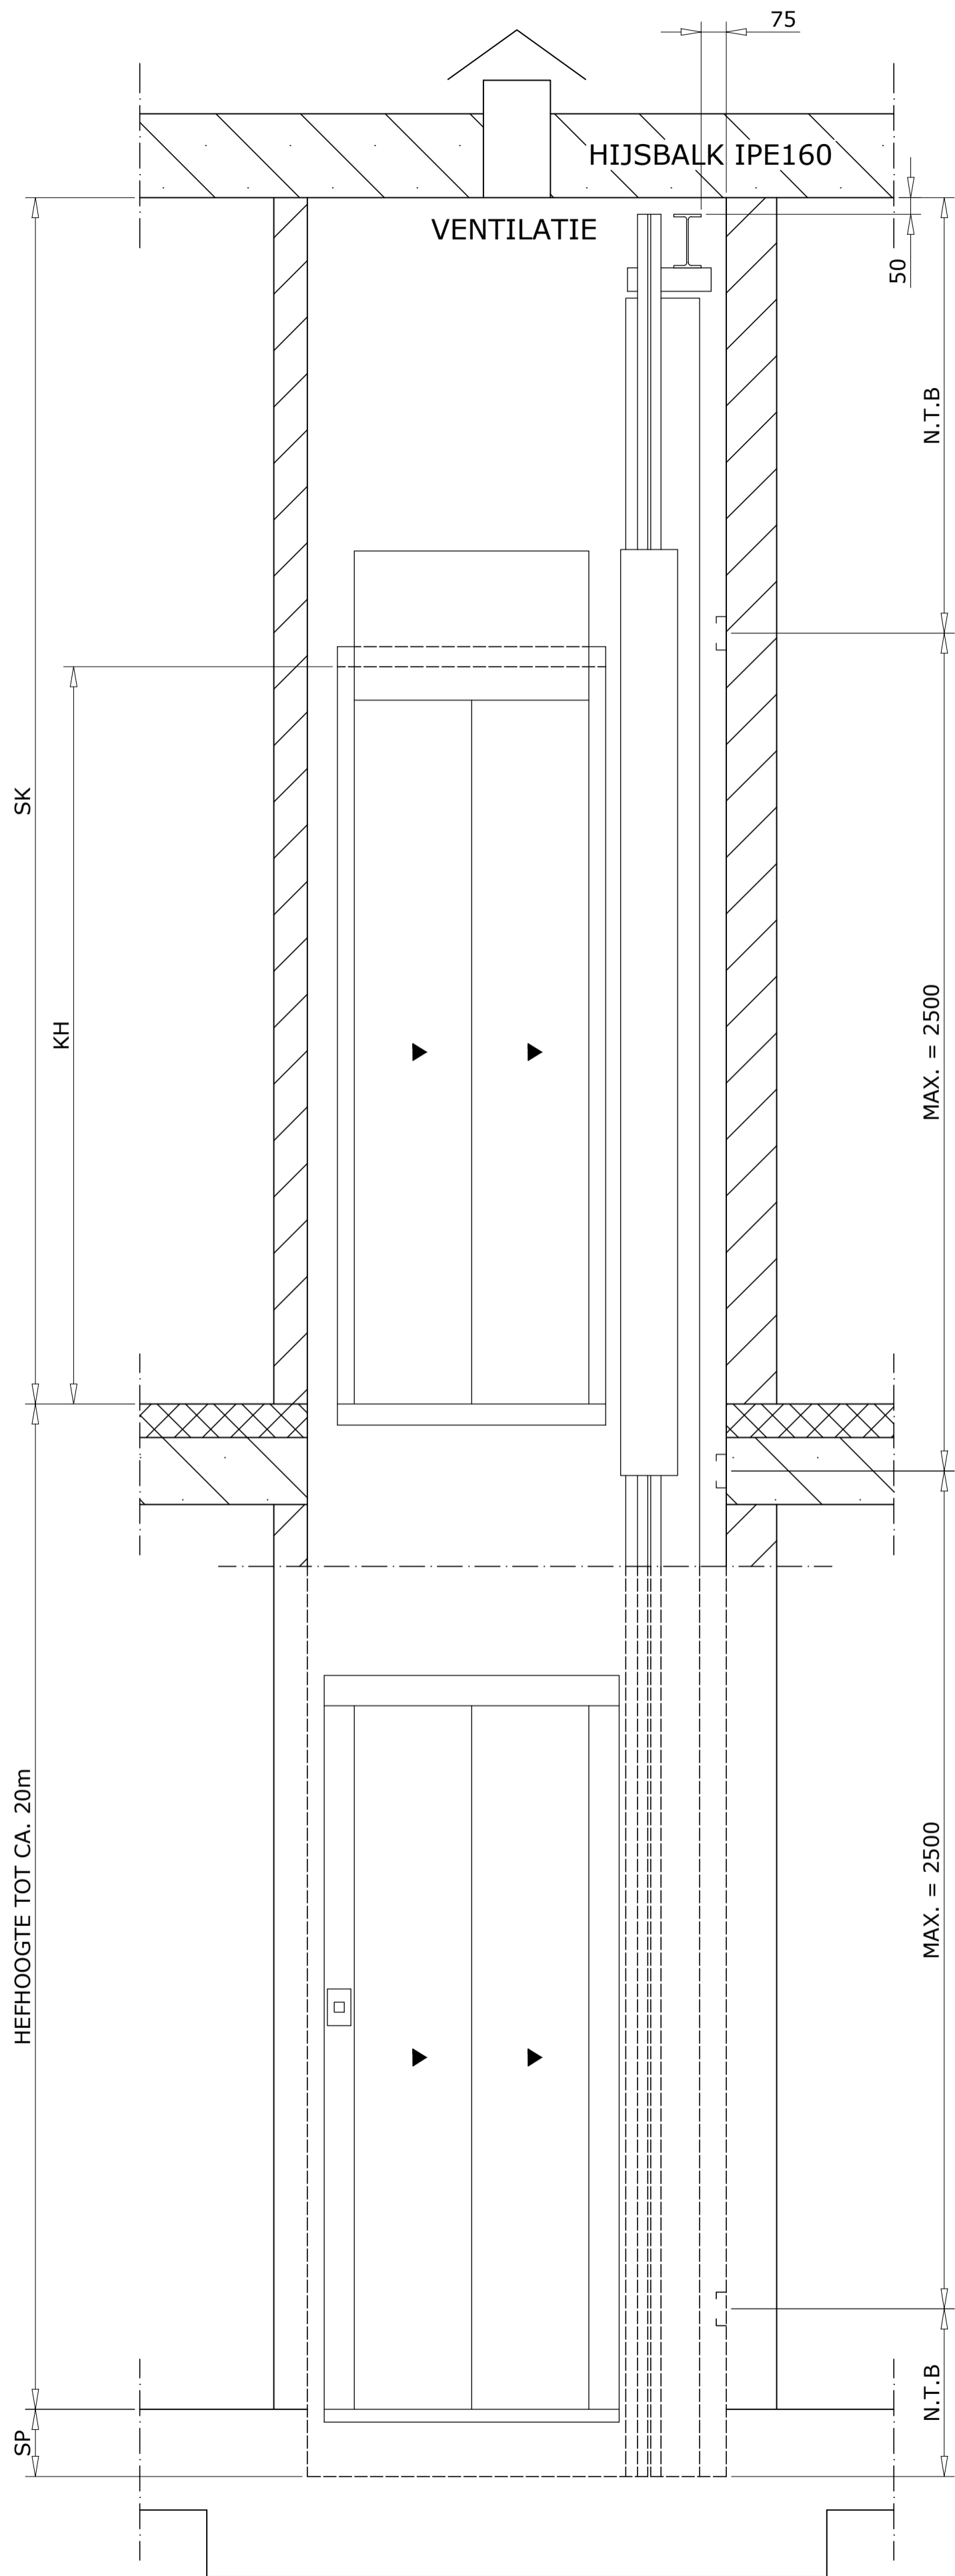 75
HIJSBALK IPE160
VENTILATIE
50
N.T.B
SK
KH
MAX. = 2500
HEFHOOGTE TOT CA. 20m
MAX. = 2500
N.T.B
SP